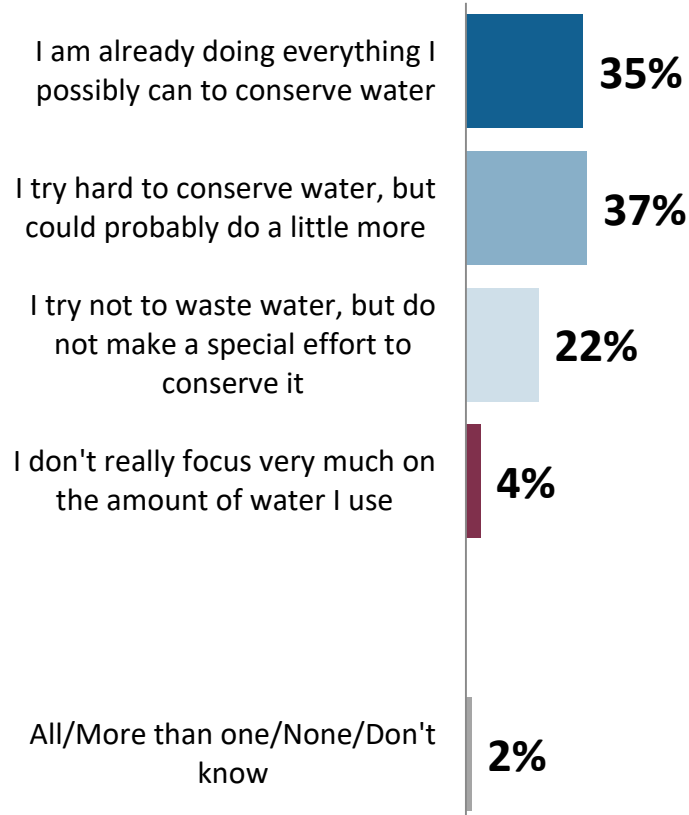 I am already doing everything I
possibly can to conserve water
35%
I try hard to conserve water, but
could probably do a little more
37%
I try not to waste water, but do
not make a special effort to
conserve it
22%
I don't really focus very much on
the amount of water I use
4%
All/More than one/None/Don't
know
2%